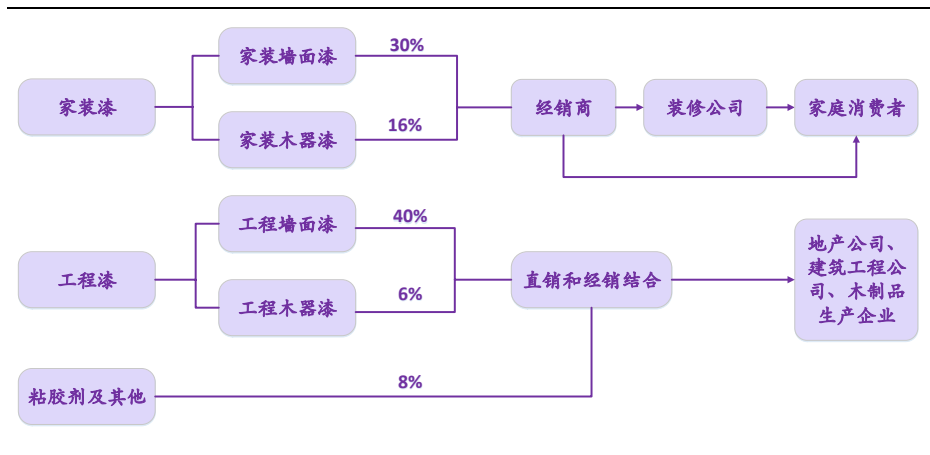 家装漆
家装墙面漆
30%
家装木器漆
16%
经销商
装修公司
家庭消费者
工程漆
工程墙面漆
40%
工程木器漆
6%
直销和经销结合
地产公司、
建筑工程公
司、木制品
生产企业
粘胶剂及其他
8%